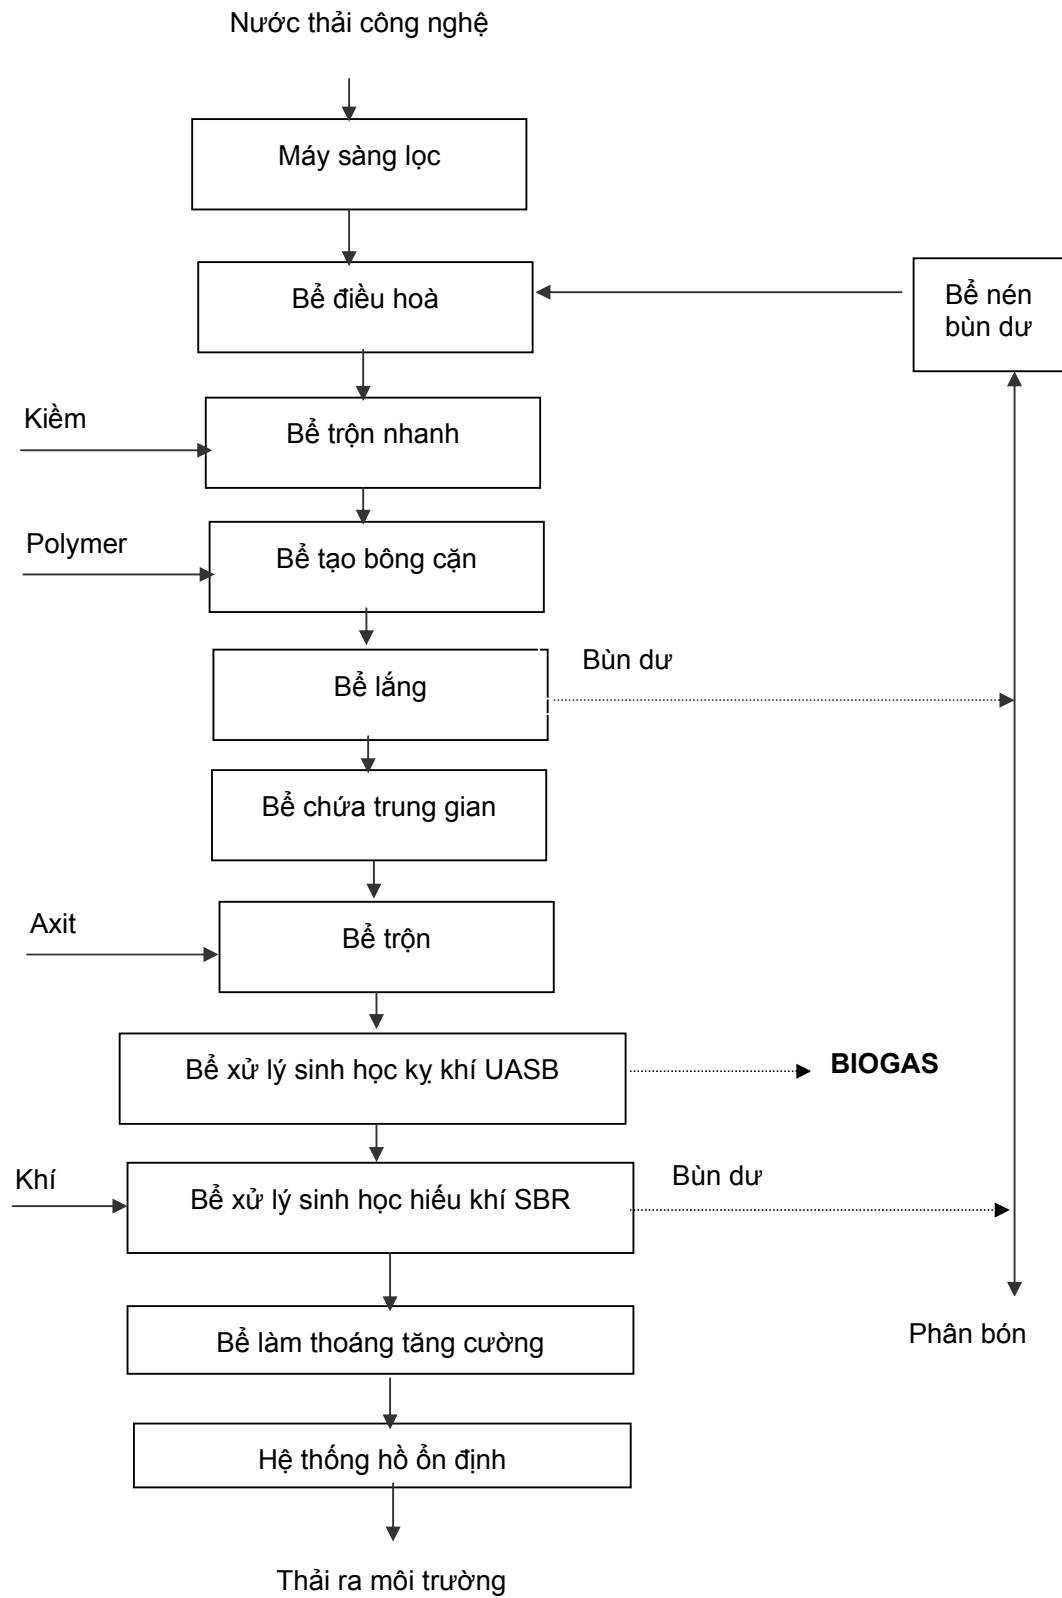 Nước thải công nghệ
Máy sàng lọc
Bể điều hoà
Bể nén
bùn dư
Kiềm
Bể trộn nhanh
Polymer
Bể tạo bông cặn
Bùn dư
Bể lắng
Bể chứa trung gian
Axit
Bể trộn
Bể xử lý sinh học kỵ khí UASB
BIOGAS
Khí
Bể xử lý sinh học hiếu khí SBR
Bùn dư
Bể làm thoáng tăng cường
Phân bón
Hệ thống hồ ổn định
Thải ra môi trường